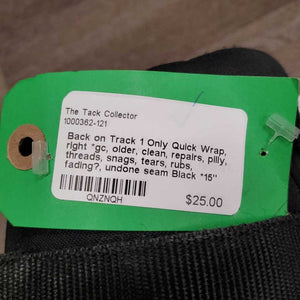 The Tack Collector
1000362-121
Back on Track 1 Only Quick Wrap,
right *gc, older, clean, repairs, pilly,
threads, snags, tears, rubs,
fading?, undone seam Black *15"
QNZNQH
$25.00